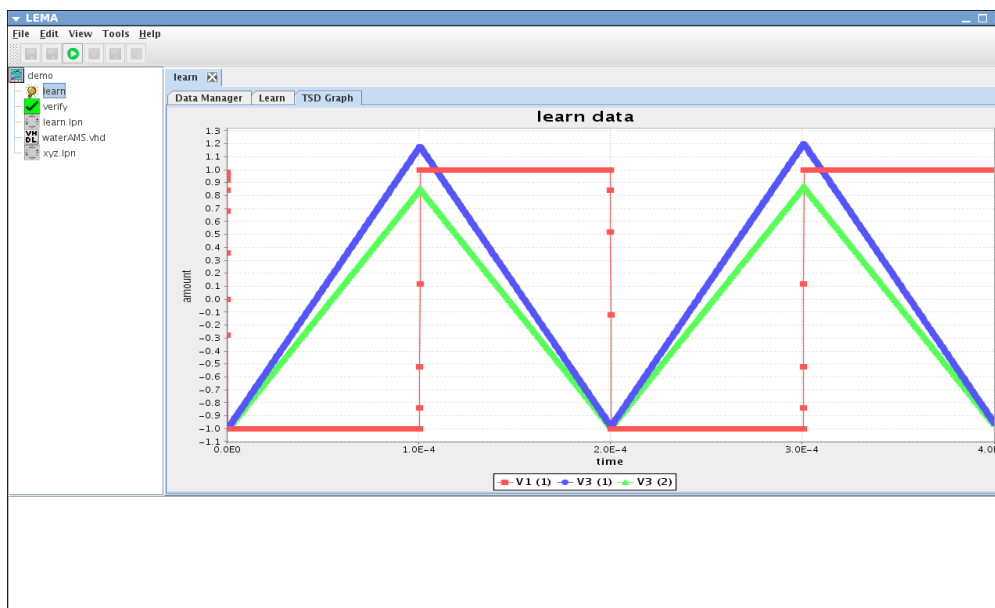 LEMA
File Edit View Tools Help
demo
learn
verify
learn.lpn
VHDL waterAMS.vhd
xyz.lpn
learn
Data Manager Learn TSD Graph
learn data
1.3
1.2
1.1
1.0
0.9
0.8
0.7
0.6
0.5
0.4
0.3
0.2
0.1
0.0
-0.1
-0.2
-0.3
-0.4
-0.5
-0.6
-0.7
-0.8
-0.9
-1.0
-1.1
amount
0.0E0 1.0E-4 2.0E-4 3.0E-4 4.0
time
V1 (1) V3 (1) V3 (2)